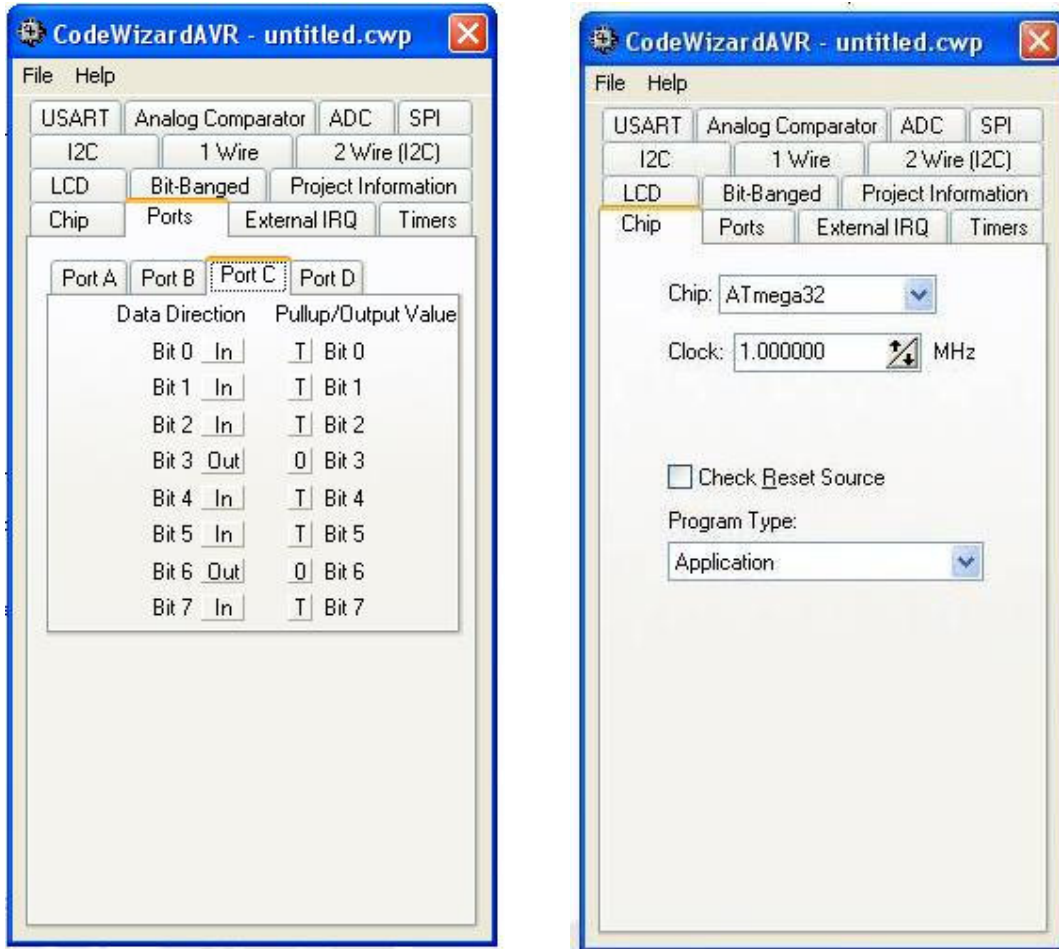 CodeWizardAVR - untitled.cwp
File Help
USART Analog Comparator ADC SPI
I2C 1 Wire 2 Wire (I2C)
LCD Bit-Banged Project Information
Chip Ports External IRQ Timers
Port A Port B Port C Port D
Data Direction Pullup/Output Value
Bit 0 In T Bit 0
Bit 1 In T Bit 1
Bit 2 In T Bit 2
Bit 3 Out 0 Bit 3
Bit 4 In T Bit 4
Bit 5 In T Bit 5
Bit 6 Out 0 Bit 6
Bit 7 In T Bit 7
CodeWizardAVR - untitled.cwp
File Help
USART Analog Comparator ADC SPI
I2C 1 Wire 2 Wire (I2C)
LCD Bit-Banged Project Information
Chip Ports External IRQ Timers
Chip: ATmega32
Clock: 1.000000 MHz
Check Reset Source
Program Type:
Application